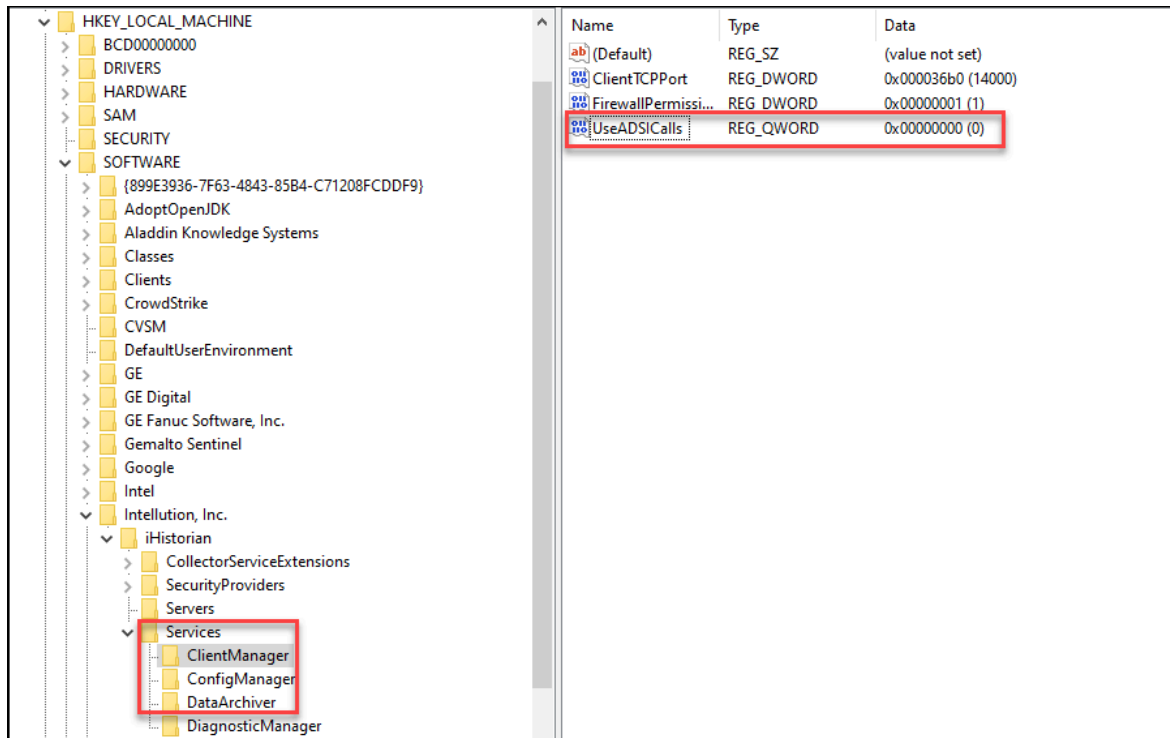 HKEY_LOCAL_MACHINE
BCD00000000
DRIVERS
HARDWARE
SAM
SECURITY
SOFTWARE
{899E3936-7F63-4843-85B4-C71208FCDDF9}
AdoptOpenJDK
Aladdin Knowledge Systems
Classes
Clients
CrowdStrike
CVSM
DefaultUserEnvironment
GE
GE Digital
GE Fanuc Software, Inc.
Gemalto Sentinel
Google
Intel
Intellution, Inc.
iHistorian
CollectorServiceExtensions
SecurityProviders
Servers
Services
ClientManager
ConfigManager
DataArchiver
DiagnosticManager
Name Type Data
ab (Default) REG_SZ (value not set)
ClientTCPPort REG_DWORD 0x000036b0 (14000)
FirewallPermissi... REG_DWORD 0x00000001 (1)
UseADSICalls REG_QWORD 0x00000000 (0)